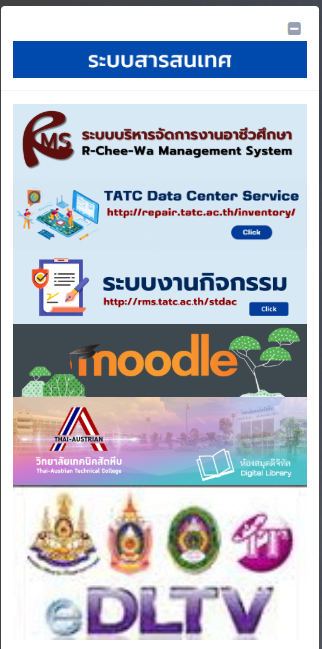 ระบบสารสนเทศ
RMS
ระบบบริหารจัดการงานอาชีวศึกษา
R-Chee-Wa Management System
TATC Data Center Service
http://repair.tatc.ac.th/inventory/
Click
ระบบงานกิจกรรม
http://rms.tatc.ac.th/stdac
Click
moodle
THAI-AUSTRIAN
วิทยาลัยเทคนิคสัตหีบ
Thai-Austrian Technical College
ห้องสมุดดิจิทัล
Digital Library
eDLTV